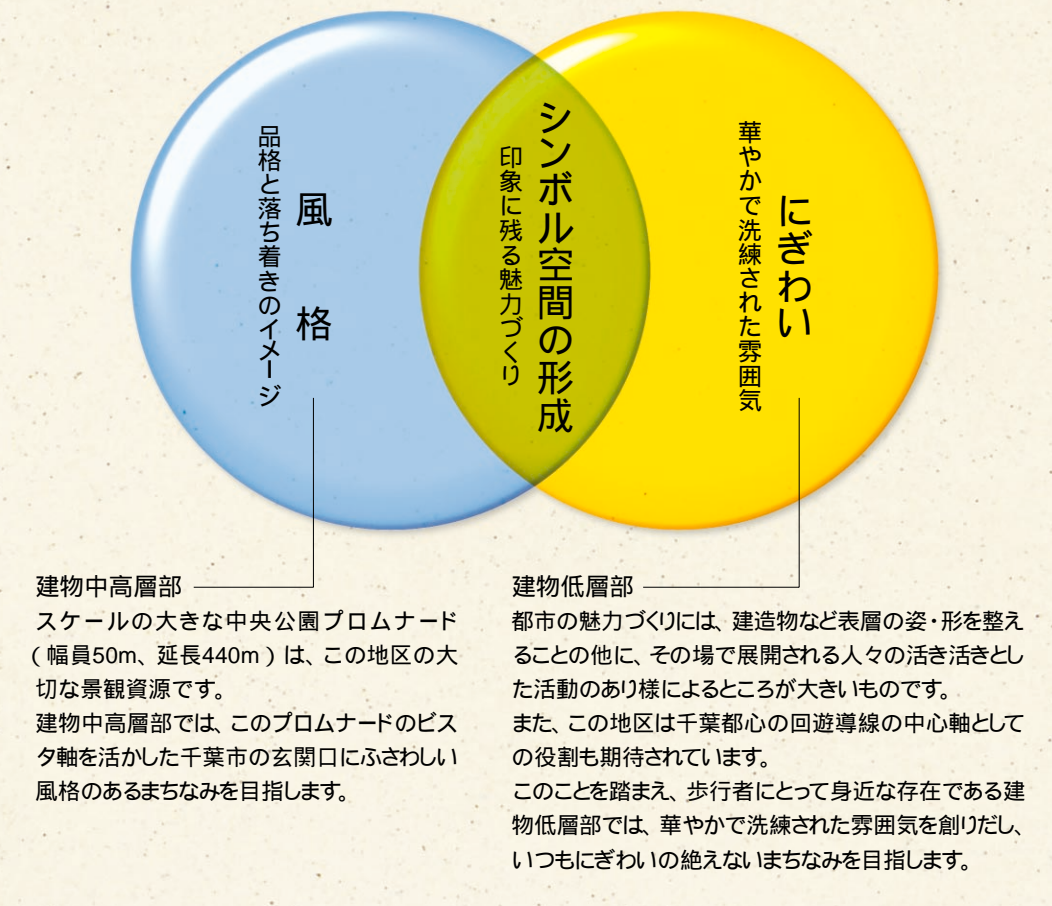 風格
品格と落ち着きのイメージ
シンボル空間の形成
印象に残る魅力づくり
にぎわい
華やかで洗練された雰囲気
建物中高層部
スケールの大きな中央公園プロムナード
(幅員50m、延長440m)は、この地区の大
切な景観資源です。
建物中高層部では、このプロムナードのビス
タ軸を活かした千葉市の玄関口にふさわしい
風格のあるまちなみを目指します。
建物低層部
都市の魅力づくりには、建造物など表層の姿・形を整え
ることの他に、その場で展開される人々の活き活きとし
た活動のあり様によるところが大きいものです。
また、この地区は千葉都心の回遊導線の中心軸として
の役割も期待されています。
このことを踏まえ、歩行者にとって身近な存在である建
物低層部では、華やかで洗練された雰囲気を創りだし、
いつもにぎわいの絶えないまちなみを目指します。